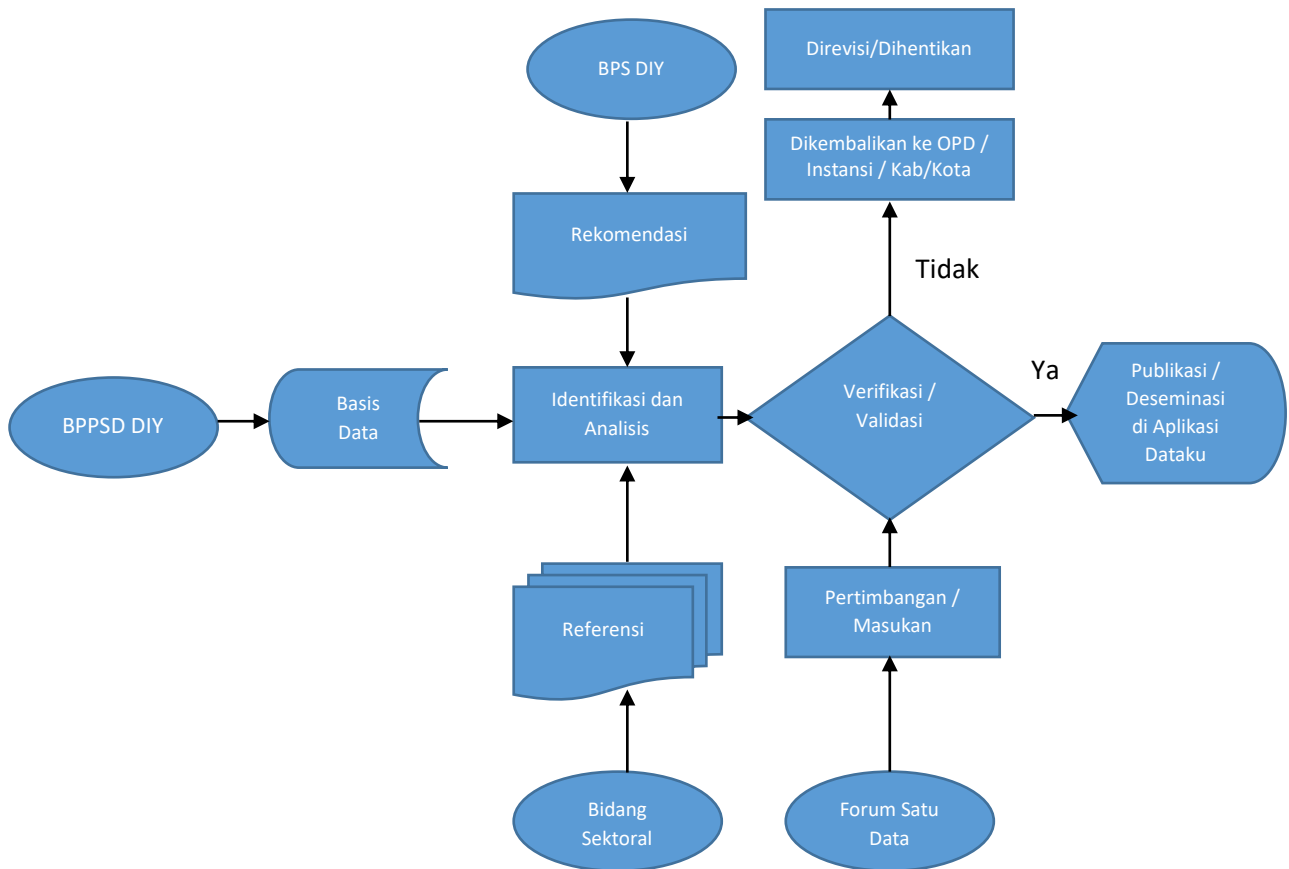 BPS DIY
Direvisi/Dihentikan
Dikembalikan ke OPD /
Instansi / Kab/Kota
Rekomendasi
Tidak
BPPSD DIY
Basis
Data
Identifikasi dan
Analisis
Verifikasi /
Validasi
Ya
Publikasi /
Deseminasi
di Aplikasi
Dataku
Referensi
Pertimbangan /
Masukan
Bidang
Sektoral
Forum Satu
Data